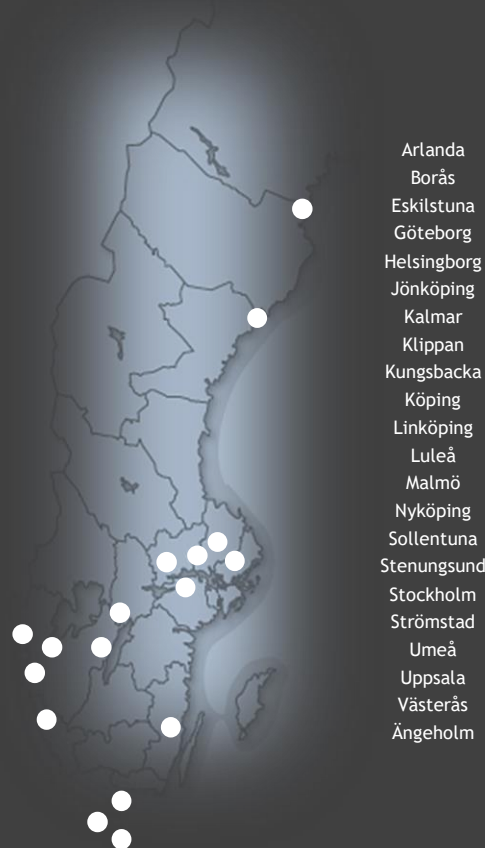 Arlanda
Borås
Eskilstuna
Göteborg
Helsingborg
Jönköping
Kalmar
Klippan
Kungsbacka
Köping
Linköping
Luleå
Malmö
Nyköping
Sollentuna
Stenungsund
Stockholm
Strömstad
Umeå
Uppsala
Västerås
Ängeholm